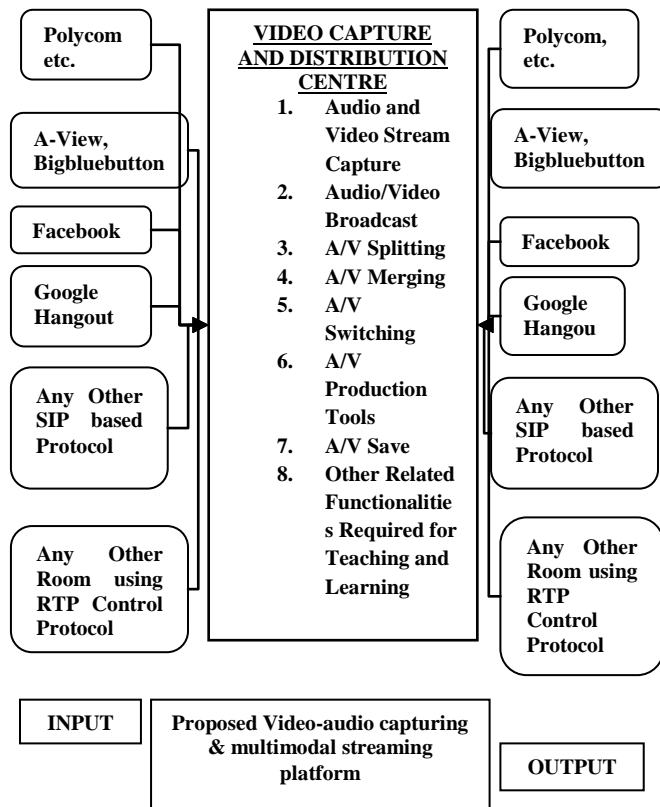 Polycom
etc.
A-View,
Bigbluebutton
Facebook
Google
Hangout
Any Other
SIP based
Protocol
Any Other
Room using
RTP Control
Protocol
VIDEO CAPTURE
AND DISTRIBUTION
CENTRE
1. Audio and
Video Stream
Capture
2. Audio/Video
Broadcast
3. A/V Splitting
4. A/V Merging
5. A/V
Switching
6. A/V
Production
Tools
7. A/V Save
8. Other Related
Functionalitie
s Required for
Teaching and
Learning
Polycom,
etc.
A-View,
Bigbluebutton
Facebook
Google
Hangou
Any Other
SIP based
Protocol
Any Other
Room using
RTP
Control
Protocol
INPUT
Proposed Video-audio capturing
& multimodal streaming
platform
OUTPUT